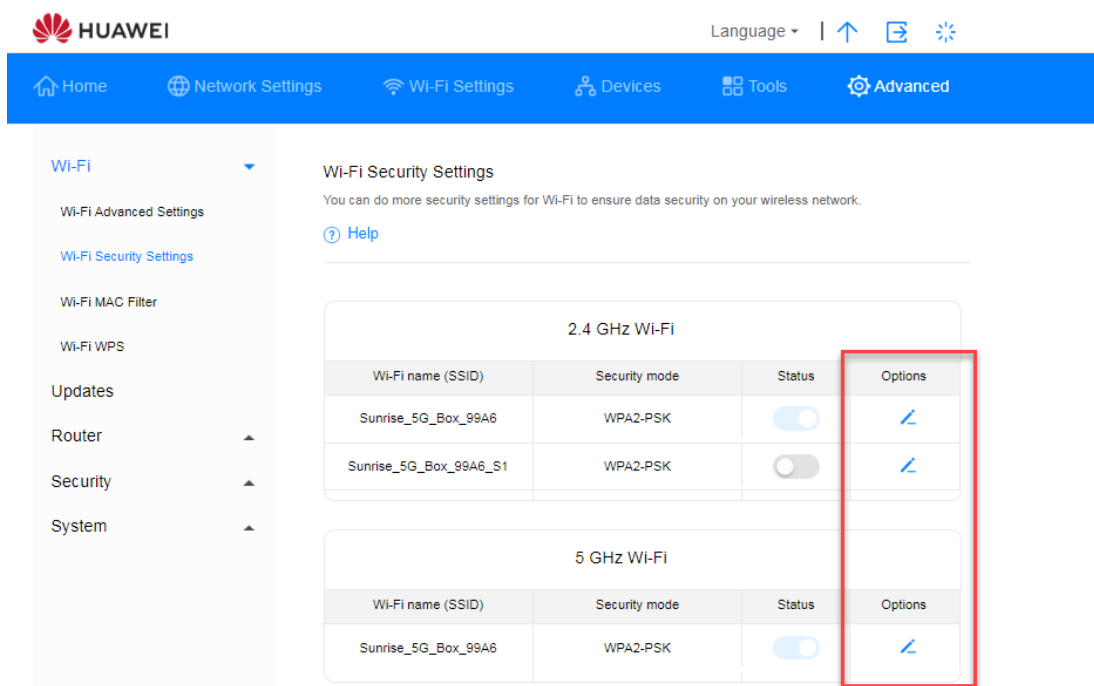 HUAWEI
Language
Home Network Settings Wi-Fi Settings Devices Tools Advanced
Wi-Fi
Wi-Fi Advanced Settings
Wi-Fi Security Settings
Wi-Fi MAC Filter
Wi-Fi WPS
Updates
Router
Security
System
Wi-Fi Security Settings
You can do more security settings for Wi-Fi to ensure data security on your wireless network.
? Help
2.4 GHz Wi-Fi
Wi-Fi name (SSID) Security mode Status Options
Sunrise_5G_Box_99A6 WPA2-PSK
Sunrise_5G_Box_99A6_S1 WPA2-PSK
5 GHz Wi-Fi
Wi-Fi name (SSID) Security mode Status Options
Sunrise_5G_Box_99A6 WPA2-PSK